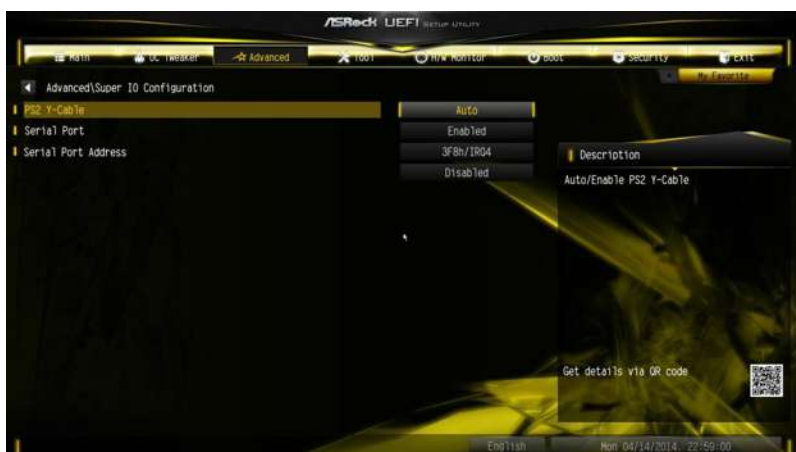 ASRock UEFI SETUP UTILITY
Main OC Tweaker Advanced Tool H/W Monitor Boot Security Exit
My Favorite
Advanced\Super IO Configuration
PS2 Y-Cable Auto
Serial Port Enabled
Serial Port Address 3F8h/IRQ4
Disabled
Description
Auto/Enable PS2 Y-Cable
Get details via QR code
English Mon 04/14/2014. 22:59:00